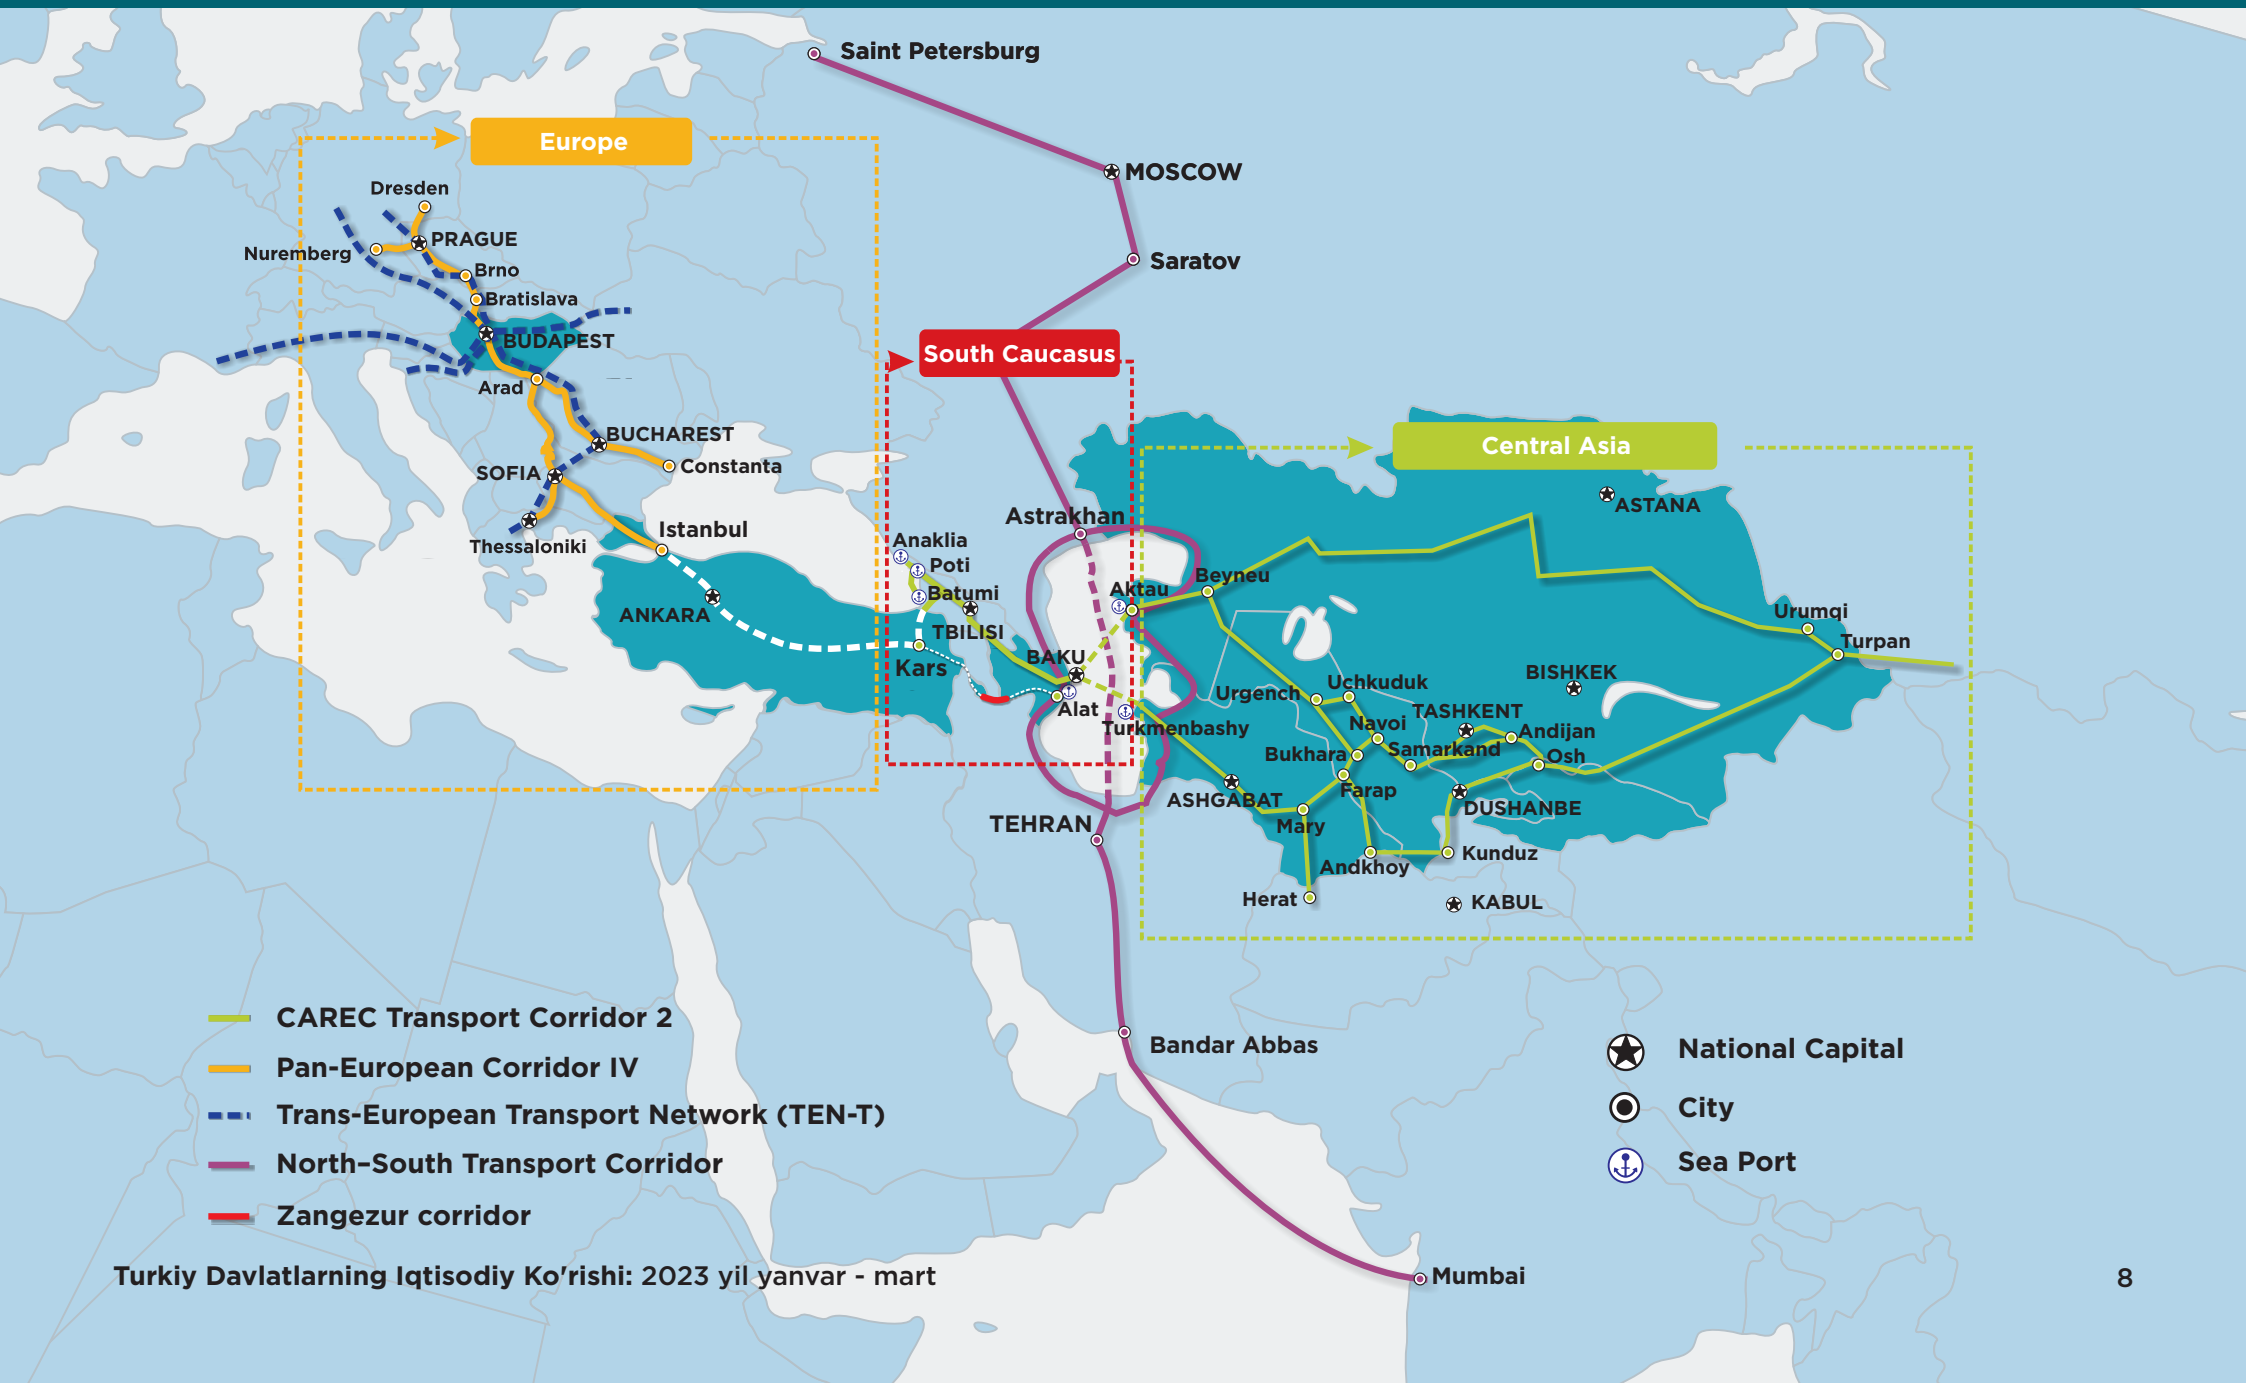 Saint Petersburg
Europe
MOSCOW
Dresden
PRAGUE
Nuremberg
Saratov
Brno
Bratislava
BUDAPEST
South Caucasus
Arad
BUCHAREST
Central Asia
Constanta
SOFIA
ASTANA
Astrakhan
Istanbul
Thessaloniki
Anaklia
Poti
Beyneu
Aktau
Batumi
ANKARA
Urumqi
TBILISI
Turpan
BAKU
Kars
BISHKEK
Uchkuduk
Urgench
Alat
TASHKENT
Navoi
Turkmenbashy
Andijan
Bukhara
Samarkand
Osh
Farap
ASHGABAT
DUSHANBE
TEHRAN
Mary
Kunduz
Andkhoy
Herat
KABUL
CAREC Transport Corridor 2
Pan-European Corridor IV
Trans-European Transport Network (TEN-T)
North–South Transport Corridor
Zangezur corridor
Bandar Abbas
National Capital
City
Sea Port
Mumbai
Turkiy Davlatlarning Iqtisodiy Ko'rishi: 2023 yil yanvar - mart
8